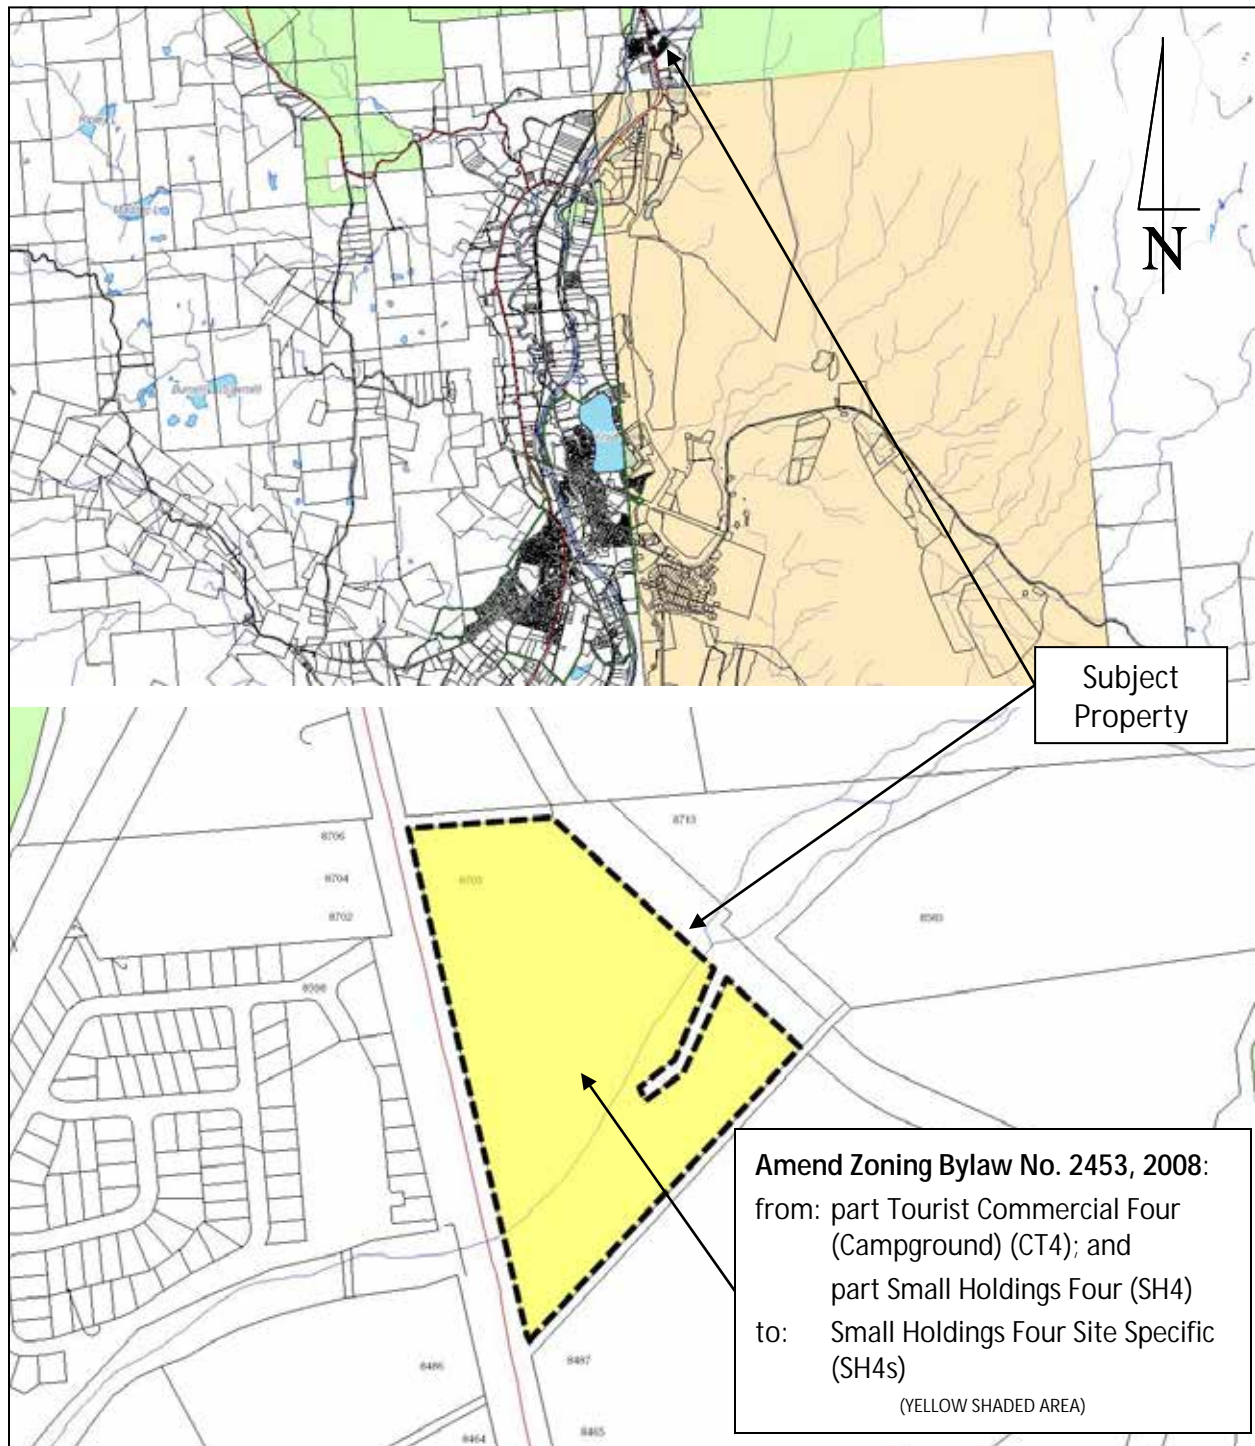 N
Subject
Property
8706
8713
8704
8703
8702
8583
8598
Amend Zoning Bylaw No. 2453, 2008:
from: part Tourist Commercial Four
(Campground) (CT4); and
part Small Holdings Four (SH4)
to: Small Holdings Four Site Specific
(SH4s)
(YELLOW SHADED AREA)
8486
8487
8464
8465